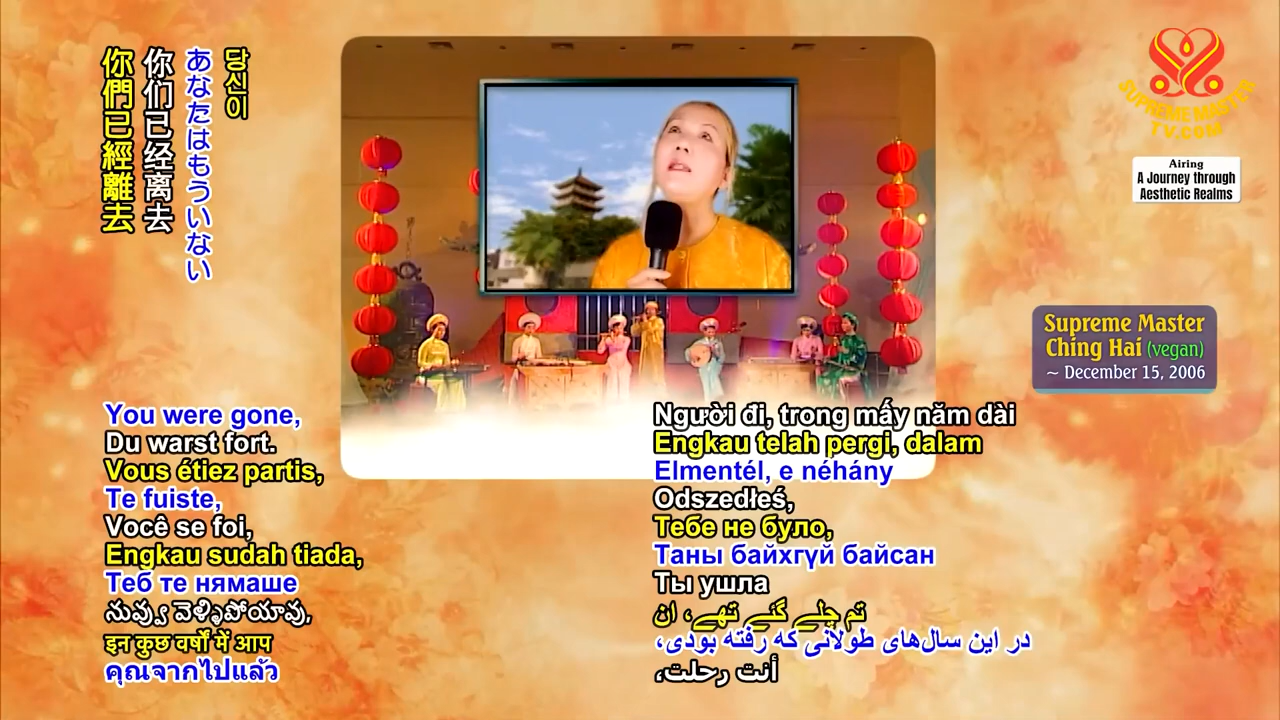 你們已經離去
你们已经离去
あなたはもういない
당신이
SUPREME MASTER
TV.COM
Airing
A Journey through
Aesthetic Realms
Supreme Master
Ching Hai (vegan)
~ December 15, 2006
You were gone,
Du warst fort.
Vous étiez partis,
Te fuiste,
Você se foi,
Engkau sudah tiada,
Теб те нямаше
నువ్వు వెళ్ళిపోయావు,
इन कुछ वर्षों में आप
คุณจากไปแล้ว
Người đi, trong mấy năm dài
Engkau telah pergi, dalam
Elmentél, e néhány
Odszedłeś,
Тебе не було,
Таны байхгүй байсан
Ты ушла
تم چلے گئے تھے، ان
در این سال‌های طولانی که رفته بودی،
أنت رحلت،